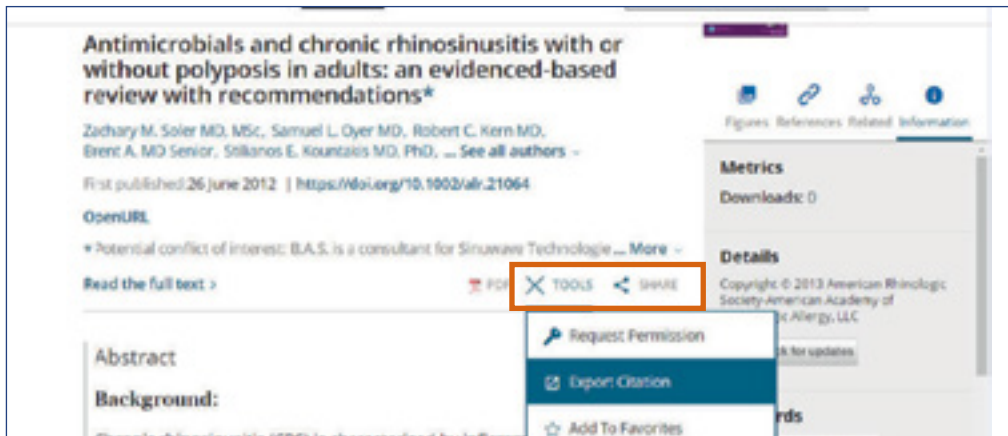 Antimicrobials and chronic rhinosinusitis with or
without polyposis in adults: an evidenced-based
review with recommendations*
Zachary M. Soler MD, MSc, Samuel L. Oyer MD, Robert C. Kern MD,
Brent A. MD Senior, Stilianos E. Kountakis MD, PhD, ... See all authors
First published: 26 June 2012 | https://doi.org/10.1002/alr.21064
OpenURL
* Potential conflict of interest: B.A.S. is a consultant for Sinuwave Technologie ... More
Read the full text >
PDF TOOLS SHARE
Request Permission
Export Citation
Add To Favorites
Abstract
Background:
Figures References Related Information
Metrics
Downloads: 0
Details
Copyright © 2013 American Rhinologic
Society-American Academy of
Allergy, LLC
for updates